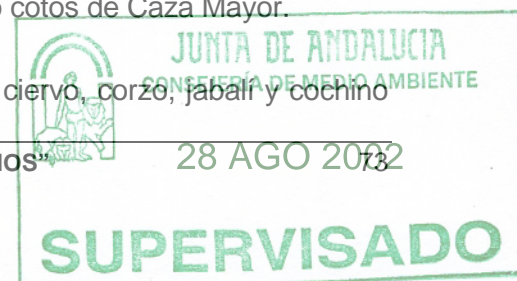 o cotos de Caza Mayor.
JUNTA DE ANDALUCIA
CONSEJERÍA DE MEDIO AMBIENTE
ciervo, corzo, jabalí y cochino
IOS"
28 AGO 2002
73
SUPERVISADO